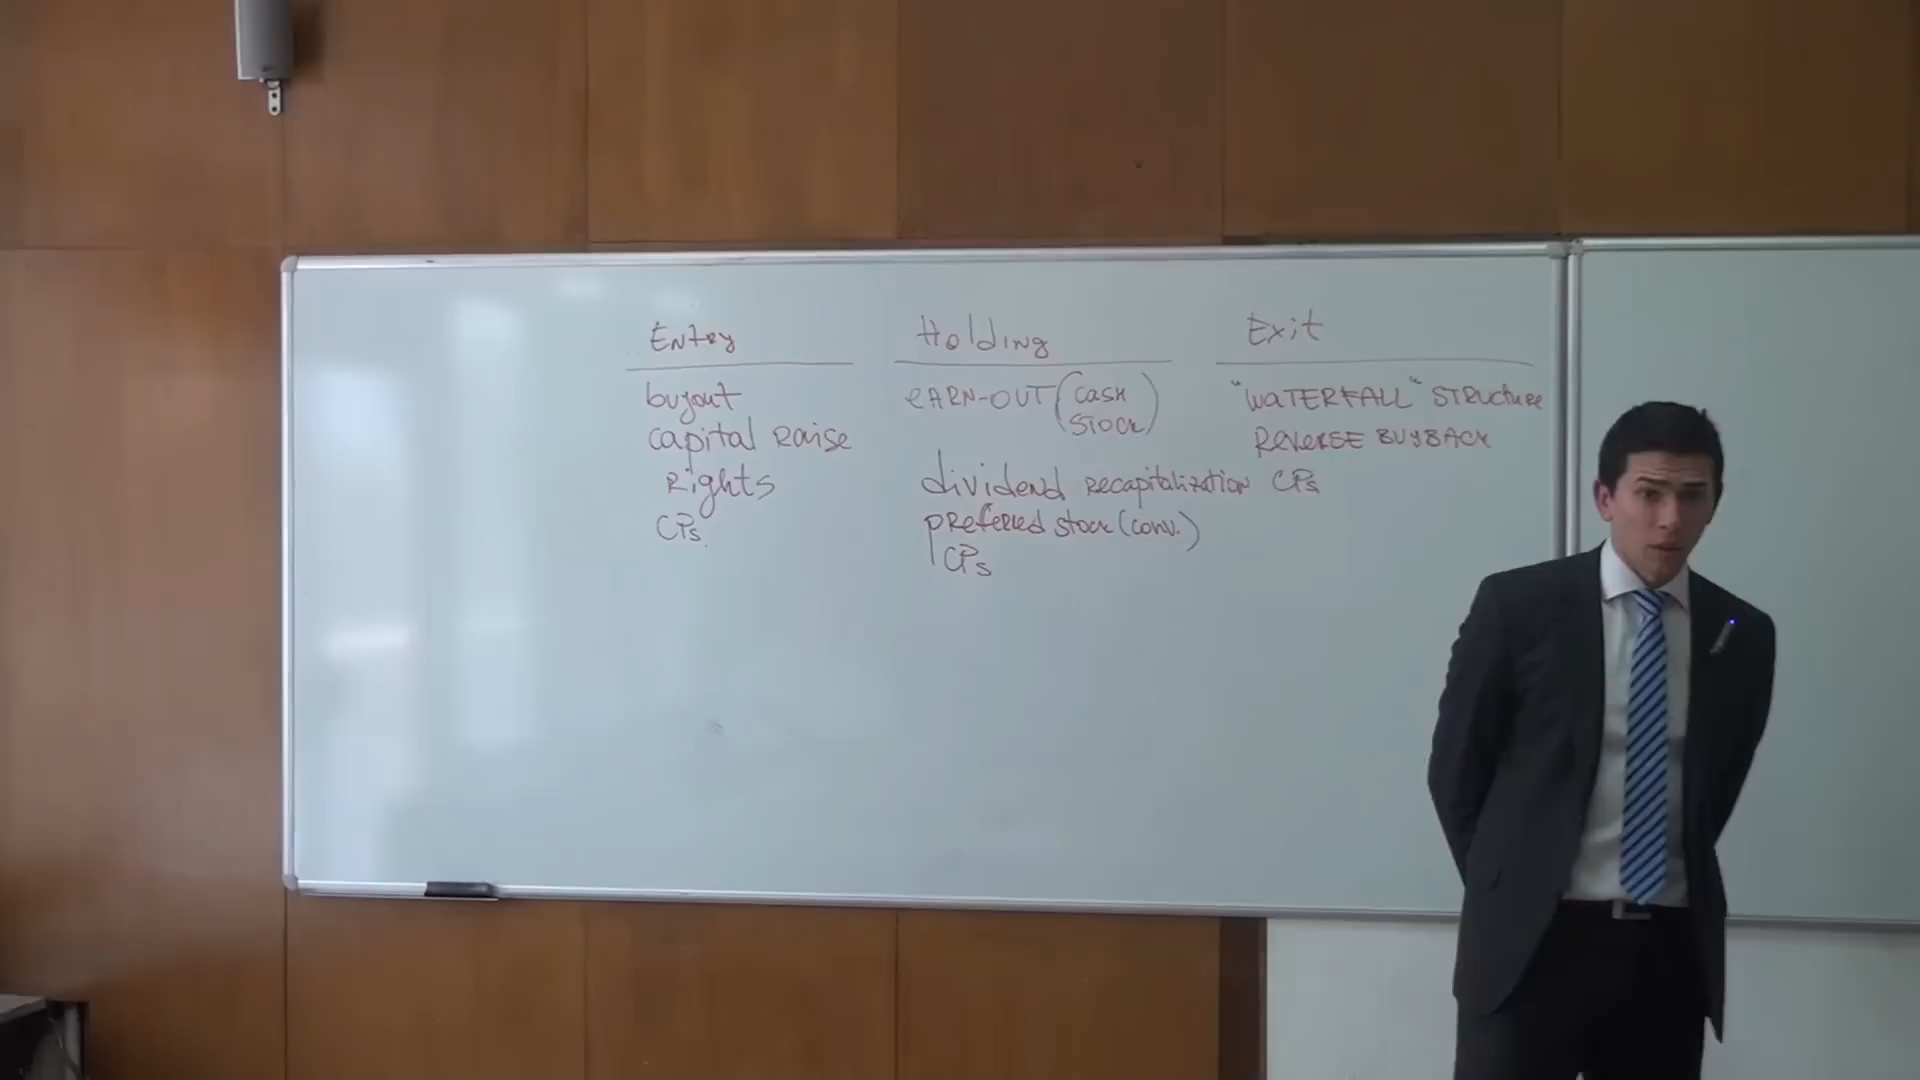 Entry
buyout
capital Raise
Rights
CPs.
Holding
eARN-OUT (cash
STOCK)
dividend recapitalization
preferred stock (conv.)
CPs
Exit
"WATERFALL" STRUCTURE
REVERSE BUYBACK
CPs